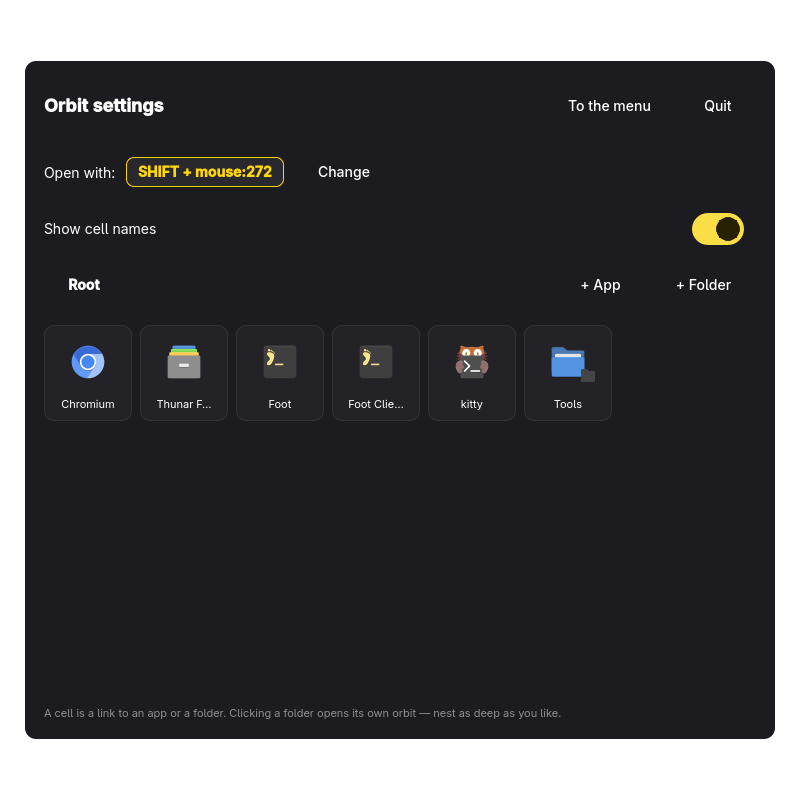 Orbit settings To the menu Quit
Open with: SHIFT + mouse:272 Change
Show cell names
Root + App + Folder
Chromium Thunar F... Foot Foot Clie... kitty Tools
A cell is a link to an app or a folder. Clicking a folder opens its own orbit — nest as deep as you like.